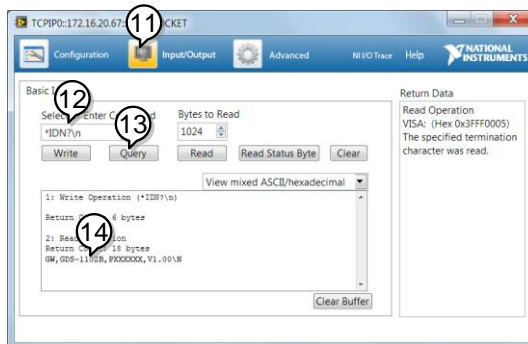 TCPIP0::172.16.20.67: CKET
11
Configuration
Input/Output
Advanced
NI I/O Trace
Help
NATIONAL INSTRUMENTS
Basic I
12
Select or Enter Co d
Bytes to Read
*IDN?\n
13
1024
Write
Query
Read
Read Status Byte
Clear
View mixed ASCII/hexadecimal
1: Write Operation (*IDN?\n)
Return C 6 bytes
2: Rea ion
14
Return Co 18 bytes
GW,GDS-1102B,PXXXXXX,V1.00\N
Clear Buffer
Return Data
Read Operation
VISA: (Hex 0x3FFF0005)
The specified termination
character was read.